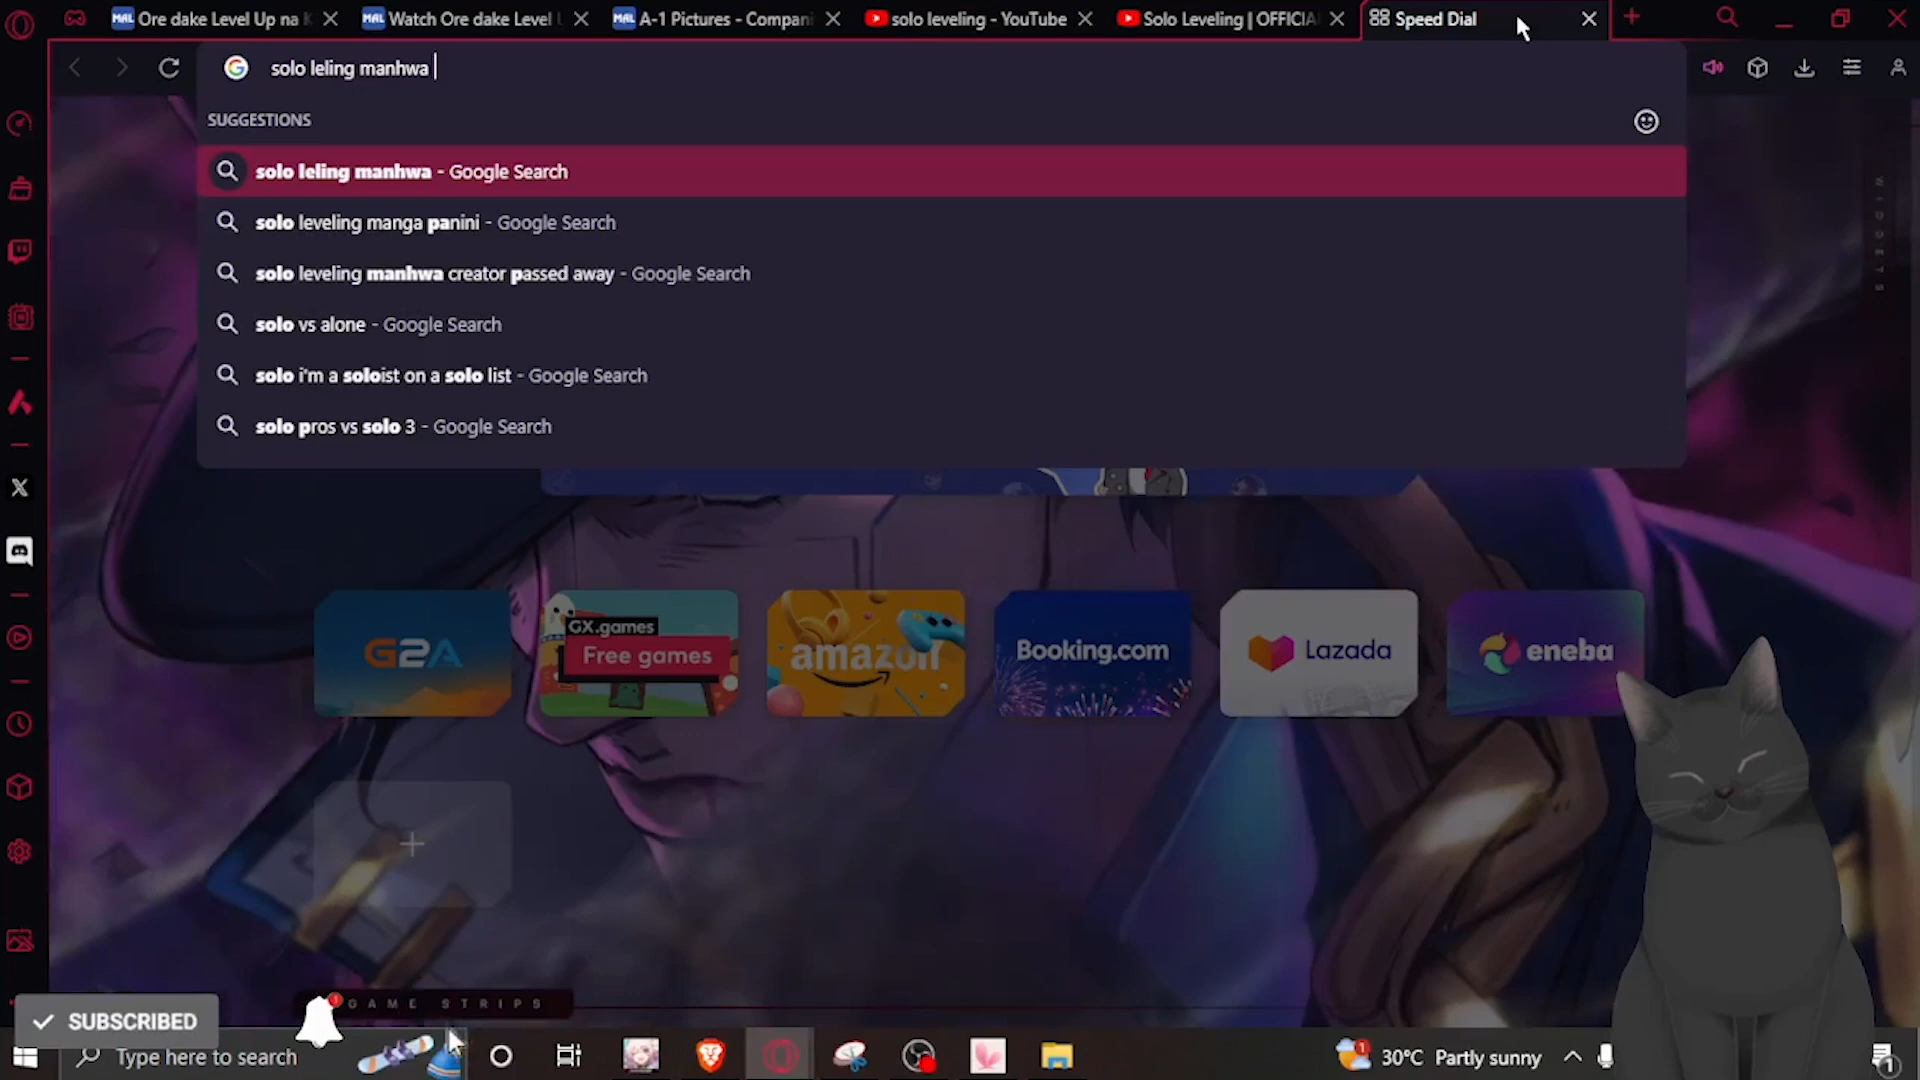 Ore dake Level Up na K
Watch Ore dake Level U
A-1 Pictures - Compani
solo leveling - YouTube
Solo Leveling | OFFICIA
Speed Dial
solo leling manhwa
SUGGESTIONS
solo leling manhwa - Google Search
solo leveling manga panini - Google Search
solo leveling manhwa creator passed away - Google Search
solo vs alone - Google Search
solo i'm a soloist on a solo list - Google Search
solo pros vs solo 3 - Google Search
WIDGETS
G2A
GX.games
Free games
amazon
Booking.com
Lazada
eneba
GAME STRIPS
SUBSCRIBED
Type here to search
30°C Partly sunny